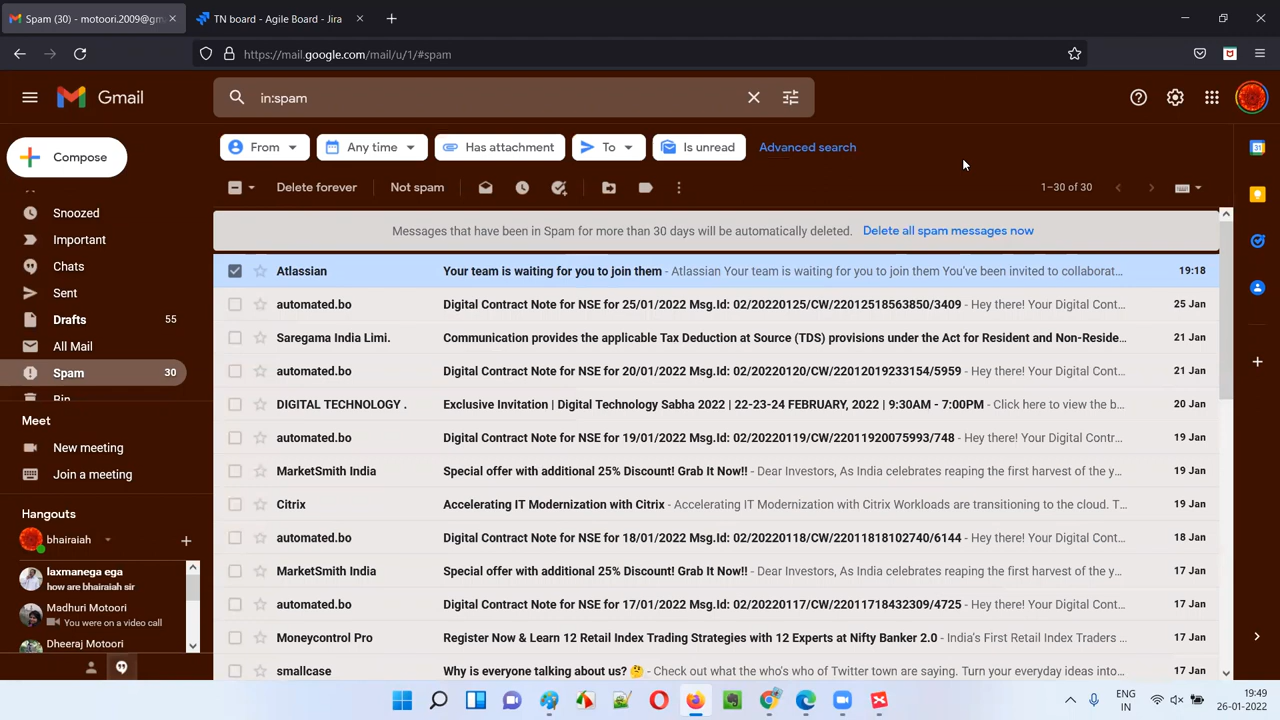 Spam (30) - motoori.2009@gm
TN board - Agile Board - Jira
https://mail.google.com/mail/u/1/#spam
Gmail
in:spam
Compose
From
Any time
Has attachment
To
Is unread
Advanced search
Delete forever
Not spam
1–30 of 30
Snoozed
Important
Chats
Sent
Drafts 55
All Mail
Spam 30
Bin
Meet
New meeting
Join a meeting
Hangouts
bhairaiah
laxmanega ega
how are bhairaiah sir
Madhuri Motoori
You were on a video call
Dheeraj Motoori
Messages that have been in Spam for more than 30 days will be automatically deleted. Delete all spam messages now
Atlassian Your team is waiting for you to join them - Atlassian Your team is waiting for you to join them You've been invited to collaborat… 19:18
automated.bo Digital Contract Note for NSE for 25/01/2022 Msg.Id: 02/20220125/CW/22012518563850/3409 - Hey there! Your Digital Cont… 25 Jan
Saregama India Limi. Communication provides the applicable Tax Deduction at Source (TDS) provisions under the Act for Resident and Non-Reside… 21 Jan
automated.bo Digital Contract Note for NSE for 20/01/2022 Msg.Id: 02/20220120/CW/22012019233154/5959 - Hey there! Your Digital Cont… 21 Jan
DIGITAL TECHNOLOGY . Exclusive Invitation | Digital Technology Sabha 2022 | 22-23-24 FEBRUARY, 2022 | 9:30AM - 7:00PM - Click here to view the b… 20 Jan
automated.bo Digital Contract Note for NSE for 19/01/2022 Msg.Id: 02/20220119/CW/22011920075993/748 - Hey there! Your Digital Contr… 19 Jan
MarketSmith India Special offer with additional 25% Discount! Grab It Now!! - Dear Investors, As India celebrates reaping the first harvest of the y… 19 Jan
Citrix Accelerating IT Modernization with Citrix - Accelerating IT Modernization with Citrix Workloads are transitioning to the cloud. T… 19 Jan
automated.bo Digital Contract Note for NSE for 18/01/2022 Msg.Id: 02/20220118/CW/22011818102740/6144 - Hey there! Your Digital Cont… 18 Jan
MarketSmith India Special offer with additional 25% Discount! Grab It Now!! - Dear Investors, As India celebrates reaping the first harvest of the y… 17 Jan
automated.bo Digital Contract Note for NSE for 17/01/2022 Msg.Id: 02/20220117/CW/22011718432309/4725 - Hey there! Your Digital Cont… 17 Jan
Moneycontrol Pro Register Now & Learn 12 Retail Index Trading Strategies with 12 Experts at Nifty Banker 2.0 - India's First Retail Index Traders … 17 Jan
smallcase Why is everyone talking about us? 🤔 - Check out what the who's who of Twitter town are saying. Turn your everyday ideas into… 17 Jan
ENG
IN
19:49
26-01-2022